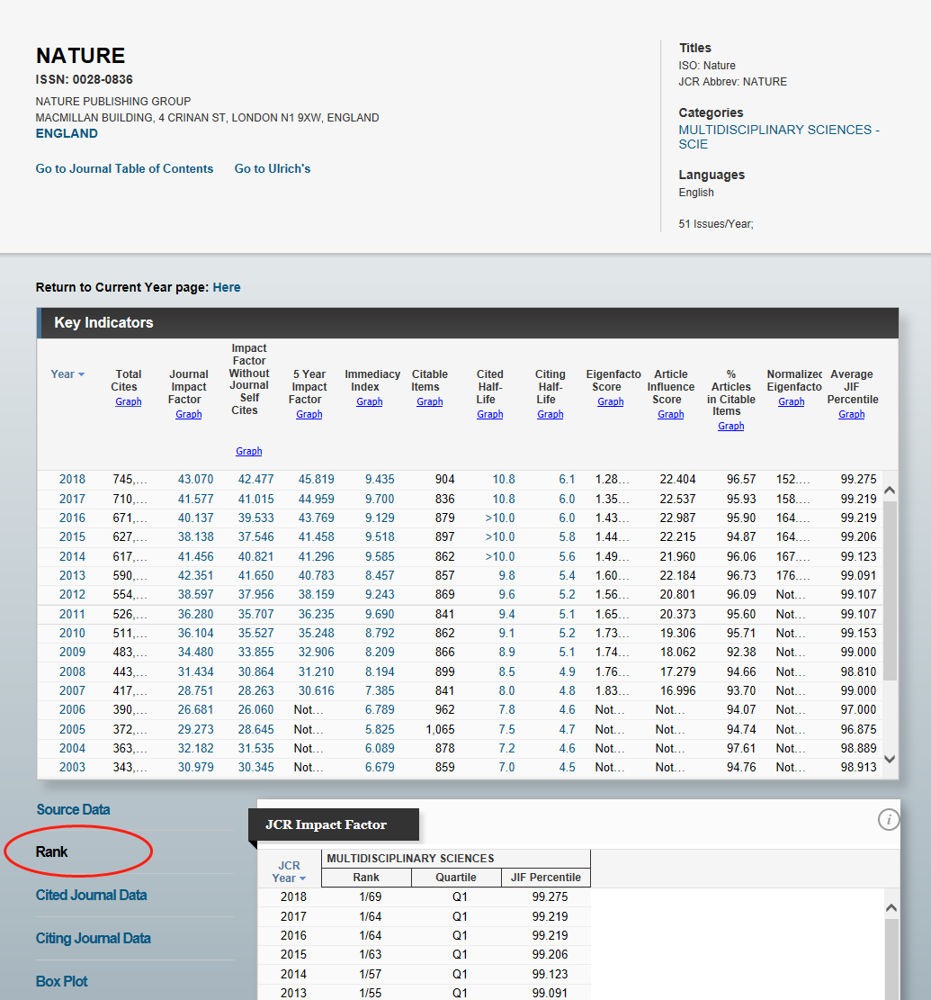 NATURE
ISSN: 0028-0836
NATURE PUBLISHING GROUP
MACMILLAN BUILDING, 4 CRINAN ST, LONDON N1 9XW, ENGLAND
ENGLAND
Go to Journal Table of Contents Go to Ulrich's
Titles
ISO: Nature
JCR Abbrev: NATURE
Categories
MULTIDISCIPLINARY SCIENCES -
SCIE
Languages
English
51 Issues/Year;
Return to Current Year page: Here
Key Indicators
Year Total Cites Graph Journal Impact Factor Graph Impact Factor Without Journal Self Cites Graph 5 Year Impact Factor Graph Immediacy Index Graph Citable Items Graph Cited Half-Life Graph Citing Half-Life Graph Eigenfacto Score Graph Article Influence Score Graph % Articles in Citable Items Graph Normalized Eigenfacto Graph Average JIF Percentile Graph
2018 745,... 43.070 42.477 45.819 9.435 904 10.8 6.1 1.28... 22.404 96.57 152.... 99.275
2017 710,... 41.577 41.015 44.959 9.700 836 10.8 6.0 1.35... 22.537 95.93 158.... 99.219
2016 671,... 40.137 39.533 43.769 9.129 879 >10.0 6.0 1.43... 22.987 95.90 164.... 99.219
2015 627,... 38.138 37.546 41.458 9.518 897 >10.0 5.8 1.44... 22.215 94.87 164.... 99.206
2014 617,... 41.456 40.821 41.296 9.585 862 >10.0 5.6 1.49... 21.960 96.06 167.... 99.123
2013 590,... 42.351 41.650 40.783 8.457 857 9.8 5.4 1.60... 22.184 96.73 176.... 99.091
2012 554,... 38.597 37.956 38.159 9.243 869 9.6 5.2 1.56... 20.801 96.09 Not... 99.107
2011 526,... 36.280 35.707 36.235 9.690 841 9.4 5.1 1.65... 20.373 95.60 Not... 99.107
2010 511,... 36.104 35.527 35.248 8.792 862 9.1 5.2 1.73... 19.306 95.71 Not... 99.153
2009 483,... 34.480 33.855 32.906 8.209 866 8.9 5.1 1.74... 18.062 92.38 Not... 99.000
2008 443,... 31.434 30.864 31.210 8.194 899 8.5 4.9 1.76... 17.279 94.66 Not... 98.810
2007 417,... 28.751 28.263 30.616 7.385 841 8.0 4.8 1.83... 16.996 93.70 Not... 99.000
2006 390,... 26.681 26.060 Not... 6.789 962 7.8 4.6 Not... Not... 94.07 Not... 97.000
2005 372,... 29.273 28.645 Not... 5.825 1,065 7.5 4.7 Not... Not... 94.74 Not... 96.875
2004 363,... 32.182 31.535 Not... 6.089 878 7.2 4.6 Not... Not... 97.61 Not... 98.889
2003 343,... 30.979 30.345 Not... 6.679 859 7.0 4.5 Not... Not... 94.76 Not... 98.913
Source Data
Rank
Cited Journal Data
Citing Journal Data
Box Plot
JCR Impact Factor
i
JCR Year MULTIDISCIPLINARY SCIENCES
Rank Quartile JIF Percentile
2018 1/69 Q1 99.275
2017 1/64 Q1 99.219
2016 1/64 Q1 99.219
2015 1/63 Q1 99.206
2014 1/57 Q1 99.123
2013 1/55 Q1 99.091